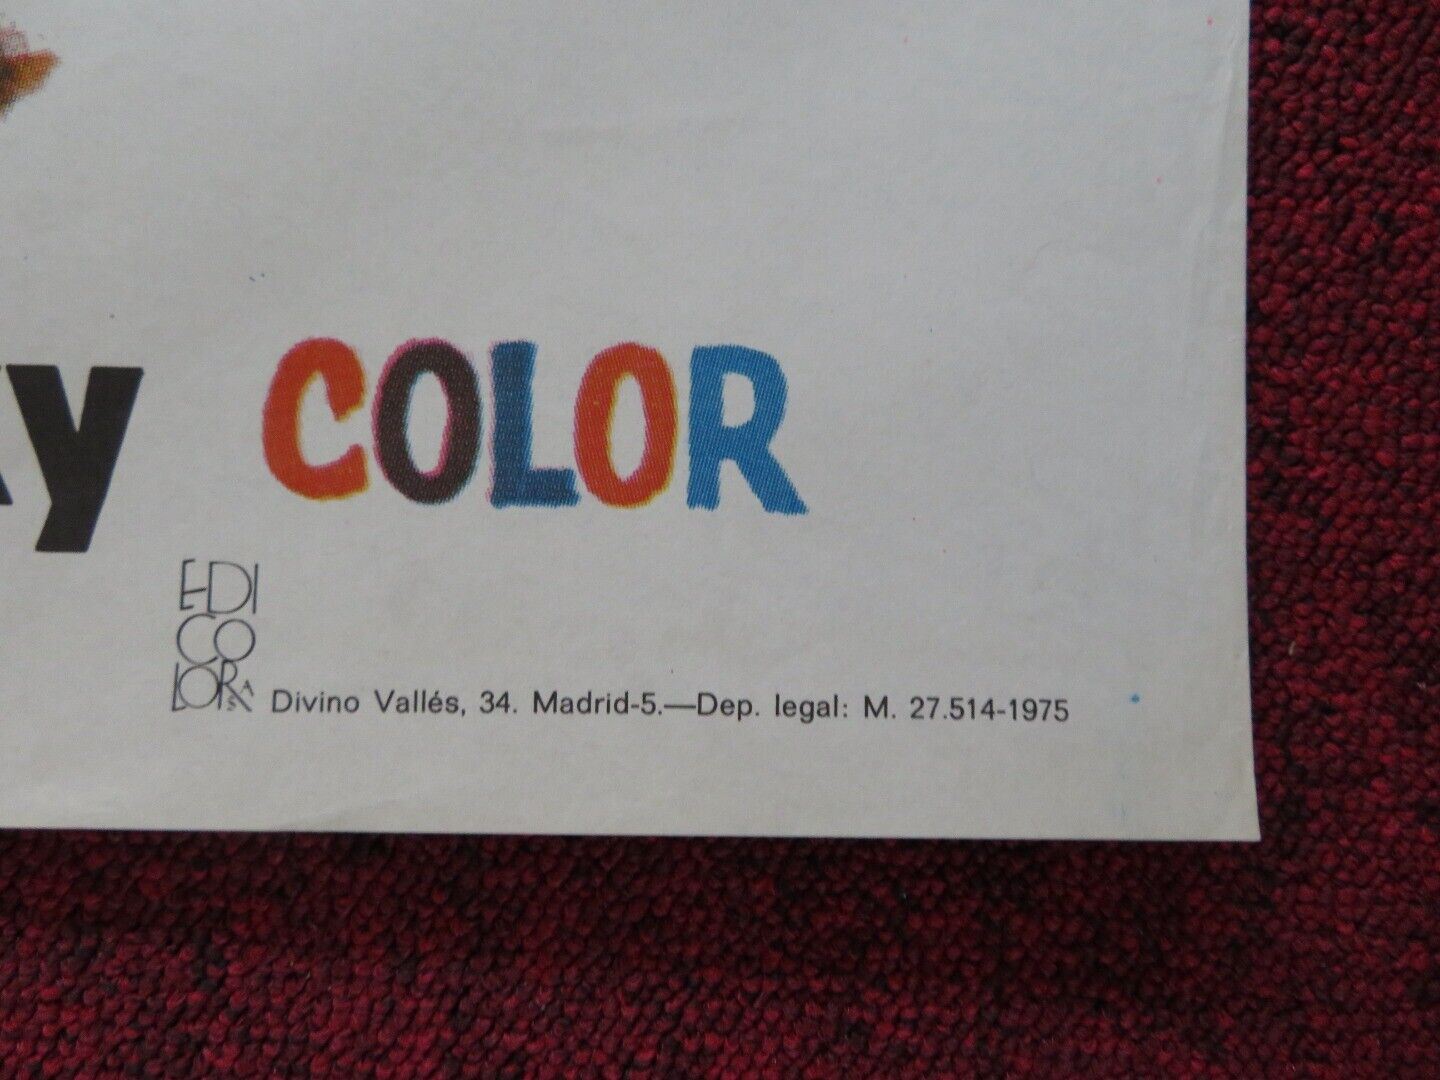 y COLOR
EDI
CO
LOR S.A.
Divino Vallés, 34. Madrid-5.—Dep. legal: M. 27.514-1975